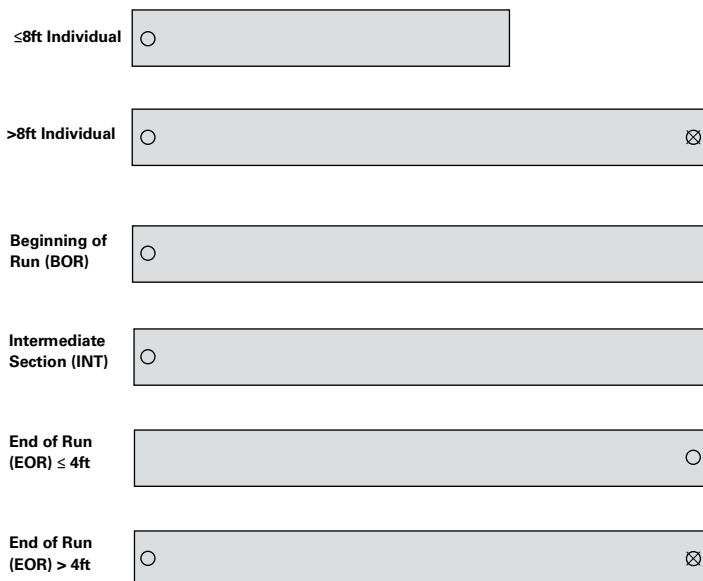 ≤8ft Individual
>8ft Individual
Beginning of
Run (BOR)
Intermediate
Section (INT)
End of Run
(EOR) ≤ 4ft
End of Run
(EOR) > 4ft